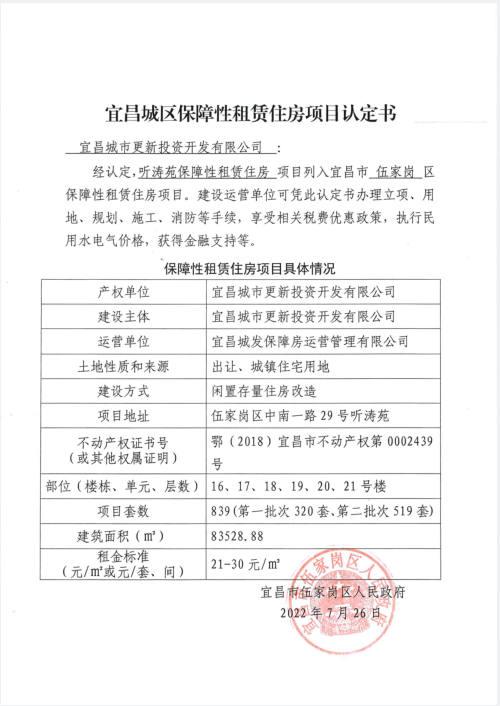 宜昌城区保障性租赁住房项目认定书
宜昌城市更新投资开发有限公司 ：
经认定，听涛苑保障性租赁住房 项目列入宜昌市 伍家岗 区
保障性租赁住房项目。建设运营单位可凭此认定书办理立项、用
地、规划、施工、消防等手续，享受相关税费优惠政策，执行民
用水电气价格，获得金融支持等。
保障性租赁住房项目具体情况
产权单位 宜昌城市更新投资开发有限公司
建设主体 宜昌城市更新投资开发有限公司
运营单位 宜昌城发保障房运营管理有限公司
土地性质和来源 出让、城镇住宅用地
建设方式 闲置存量住房改造
项目地址 伍家岗区中南一路 29 号听涛苑
不动产权证书号
（或其他权属证明）
鄂（2018）宜昌市不动产权第 0002439
号
部位（楼栋、单元、层数） 16、17、18、19、20、21 号楼
项目套数 839(第一批次 320 套、第二批次 519 套)
建筑面积（㎡） 83528.88
租金标准
（元/㎡或元/套、间）
21-30 元/㎡
宜昌市伍家岗区人民政府
2022 年 7 月 26 日
宜昌市伍家岗区人民政府